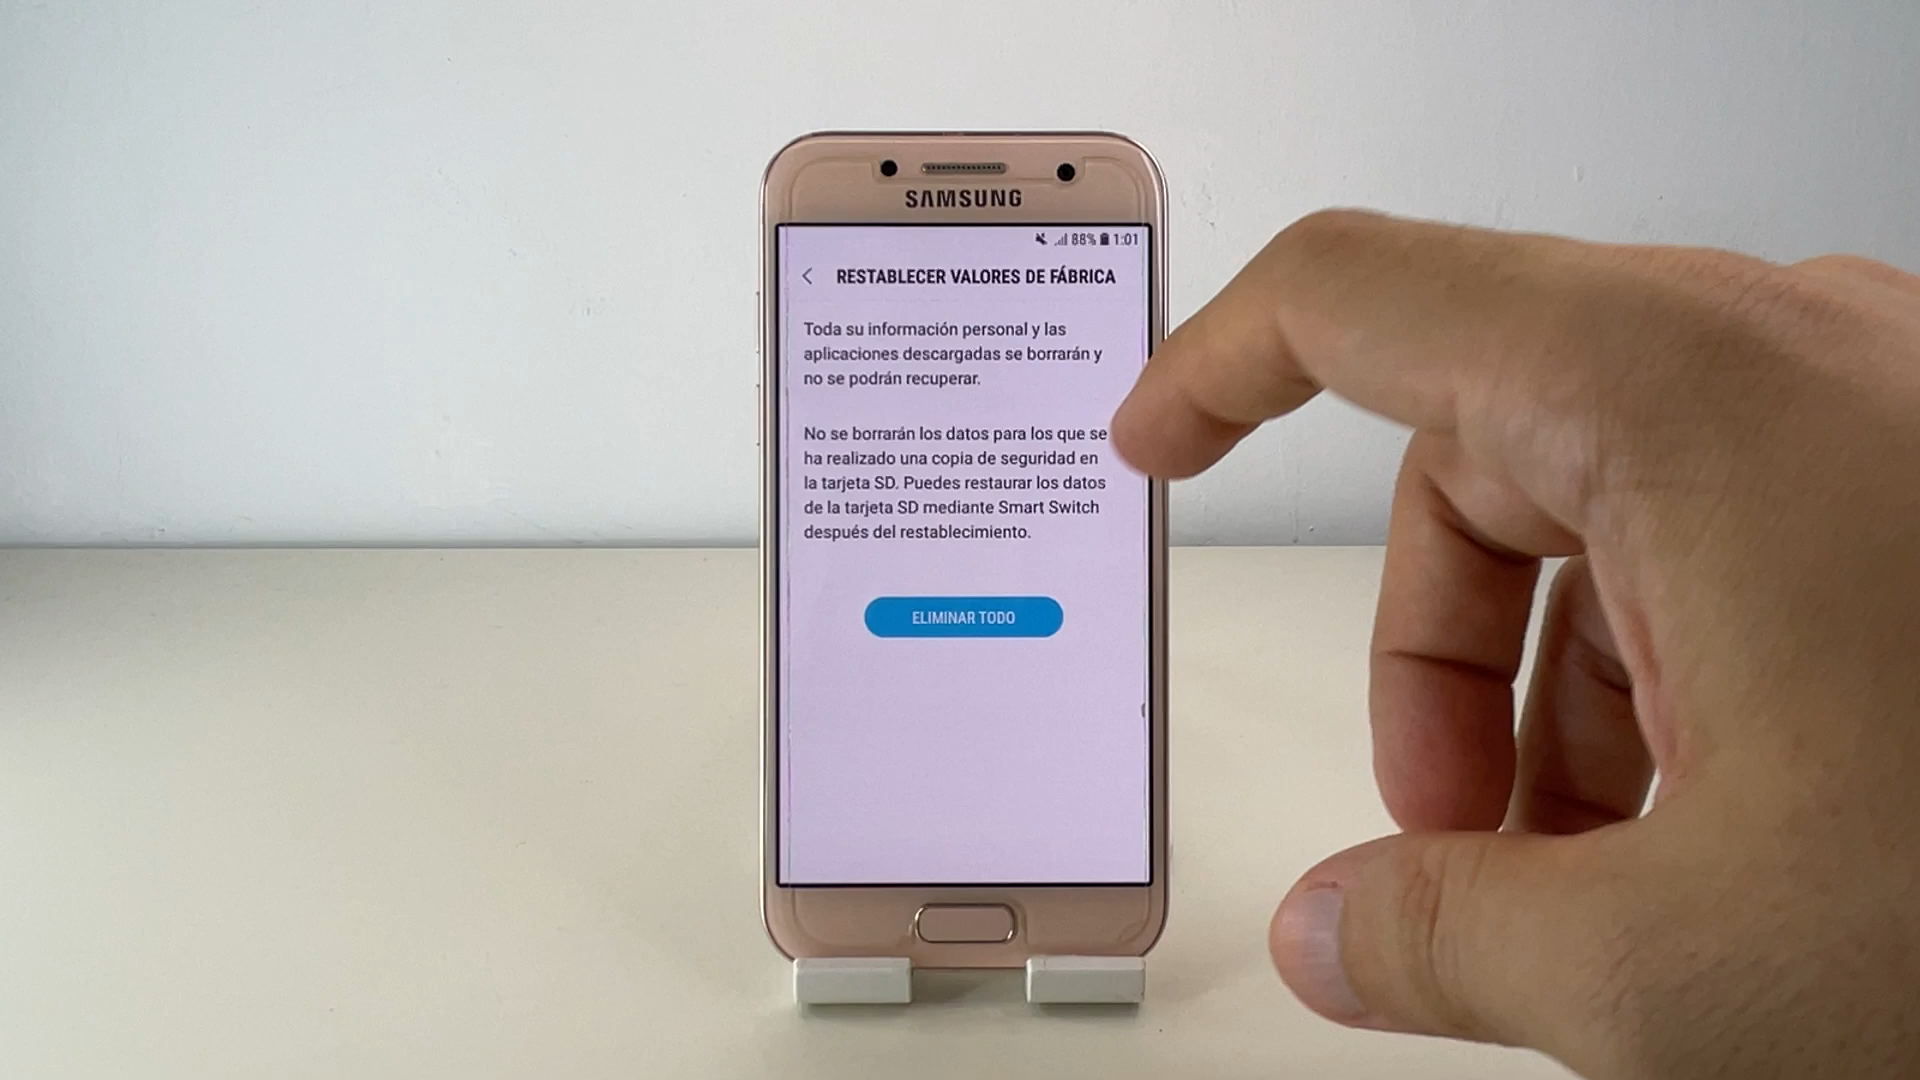 SAMSUNG
88% 1:01
RESTABLECER VALORES DE FÁBRICA
Toda su información personal y las
aplicaciones descargadas se borrarán y
no se podrán recuperar.
No se borrarán los datos para los que se
ha realizado una copia de seguridad en
la tarjeta SD. Puedes restaurar los datos
de la tarjeta SD mediante Smart Switch
después del restablecimiento.
ELIMINAR TODO